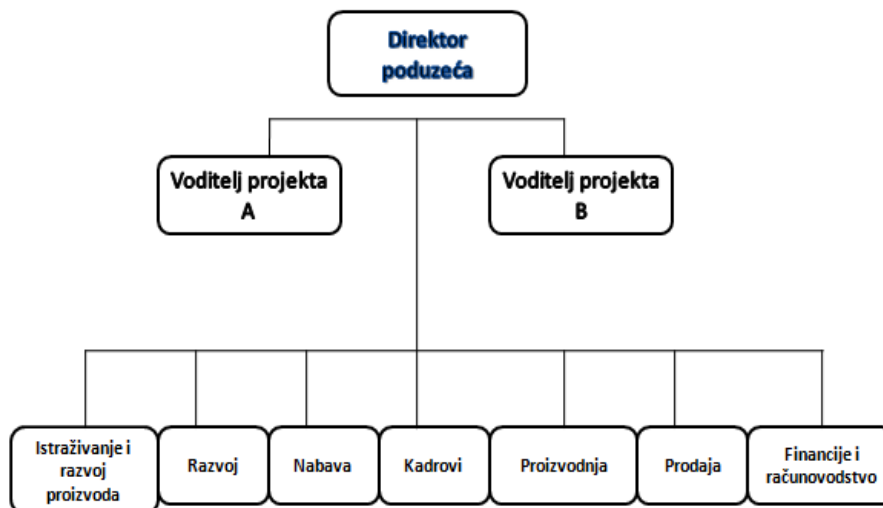 Direktor
poduzeća
Voditelj projekta
A
Voditelj projekta
B
Istraživanje i
razvoj
proizvoda
Razvoj
Nabava
Kadrovi
Proizvodnja
Prodaja
Financije i
računovodstvo